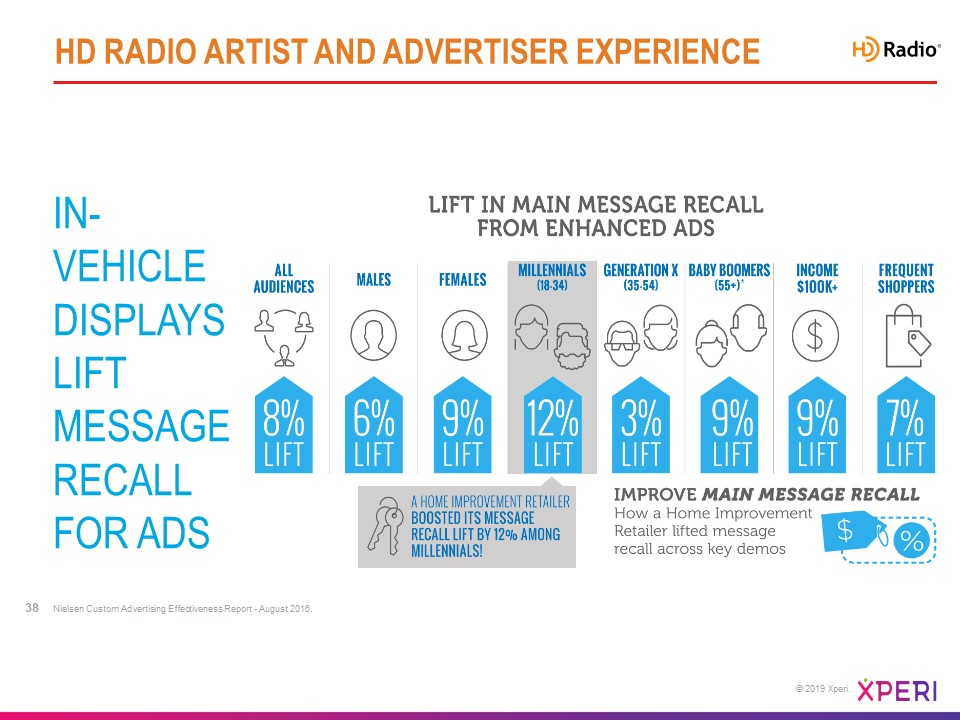 HD RADIO ARTIST AND ADVERTISER EXPERIENCE
HD Radio®
IN-
VEHICLE
DISPLAYS
LIFT
MESSAGE
RECALL
FOR ADS
LIFT IN MAIN MESSAGE RECALL
FROM ENHANCED ADS
ALL
AUDIENCES
MALES
FEMALES
MILLENNIALS
(18-34)
GENERATION X
(35-54)
BABY BOOMERS
(55+)*
INCOME
$100K+
FREQUENT
SHOPPERS
$
8%
LIFT
6%
LIFT
9%
LIFT
12%
LIFT
3%
LIFT
9%
LIFT
9%
LIFT
7%
LIFT
A HOME IMPROVEMENT RETAILER
BOOSTED ITS MESSAGE
RECALL LIFT BY 12% AMONG
MILLENNIALS!
IMPROVE MAIN MESSAGE RECALL
How a Home Improvement
Retailer lifted message
recall across key demos
$ %
38 Nielsen Custom Advertising Effectiveness Report - August 2016.
© 2019 Xperi.
XPERI